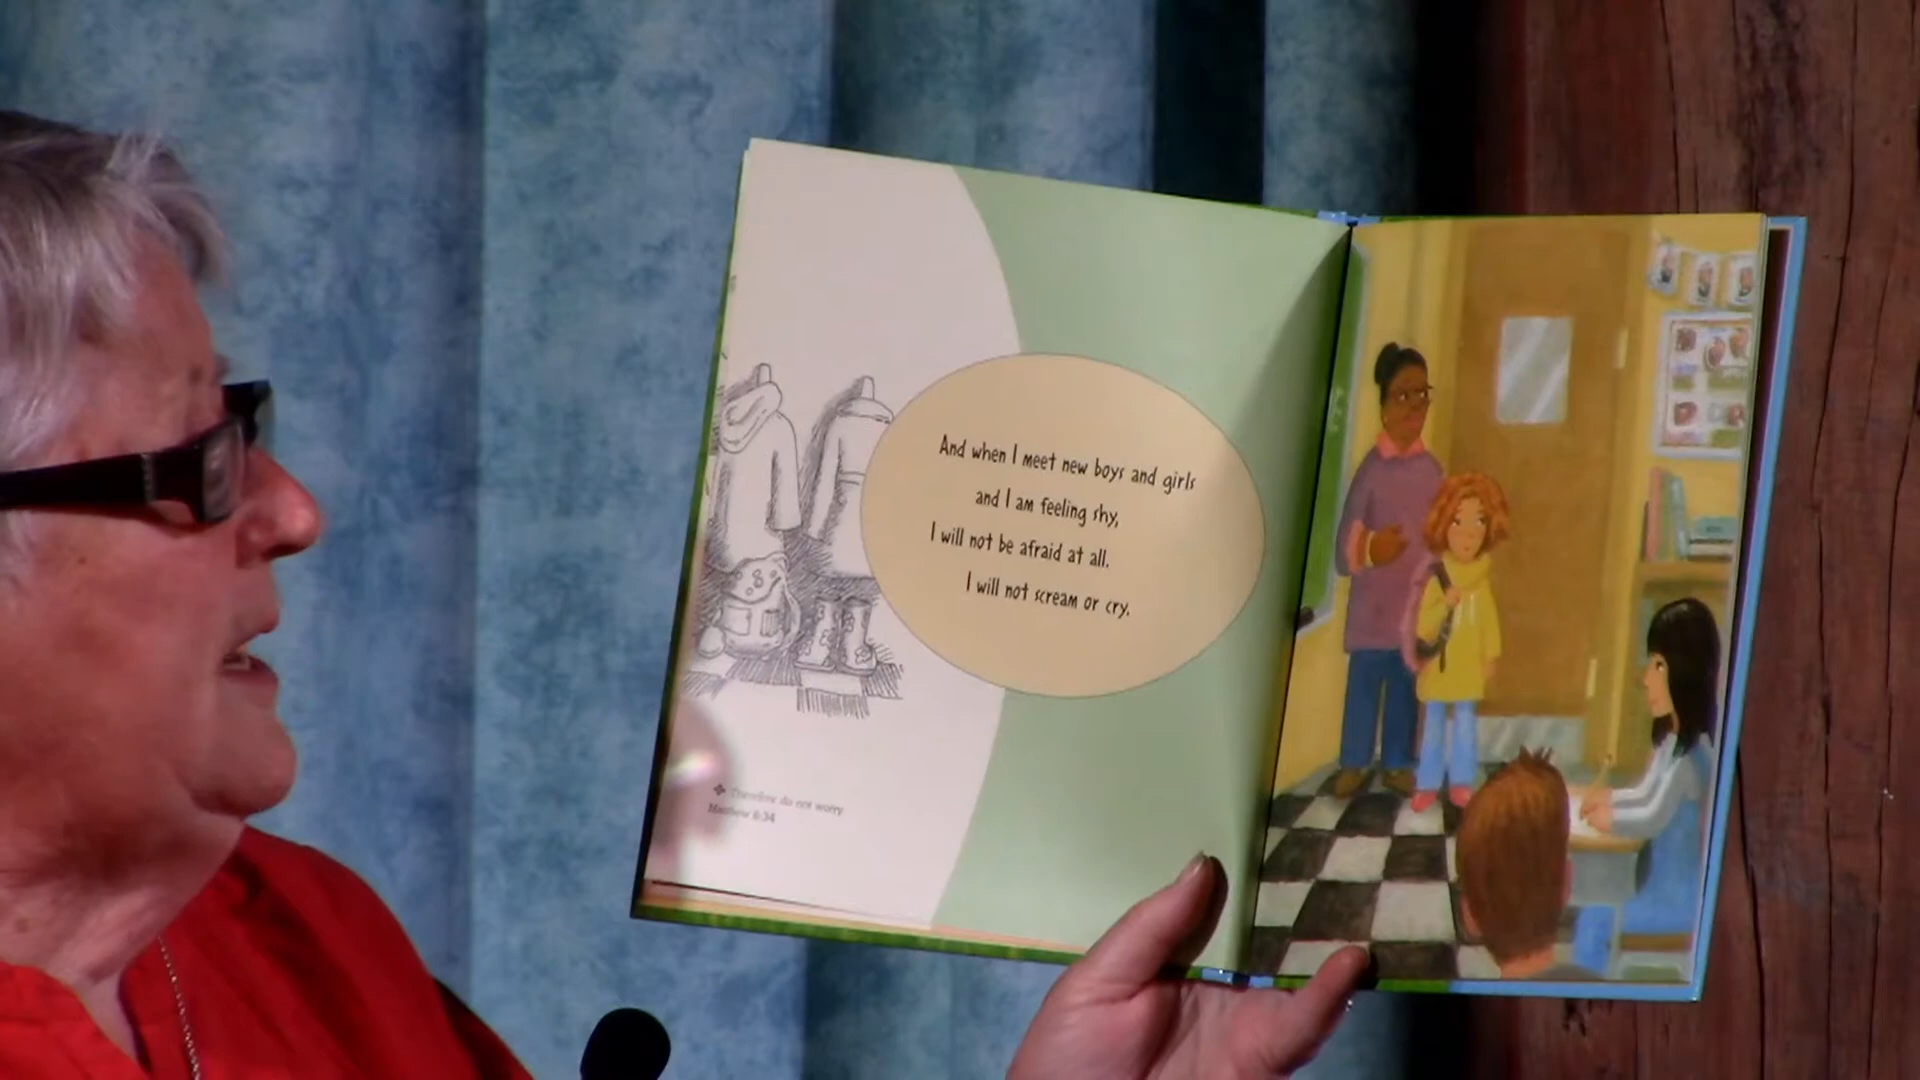 And when I meet new boys and girls
and I am feeling shy,
I will not be afraid at all.
I will not scream or cry.
Therefore do not worry
Matthew 6:34